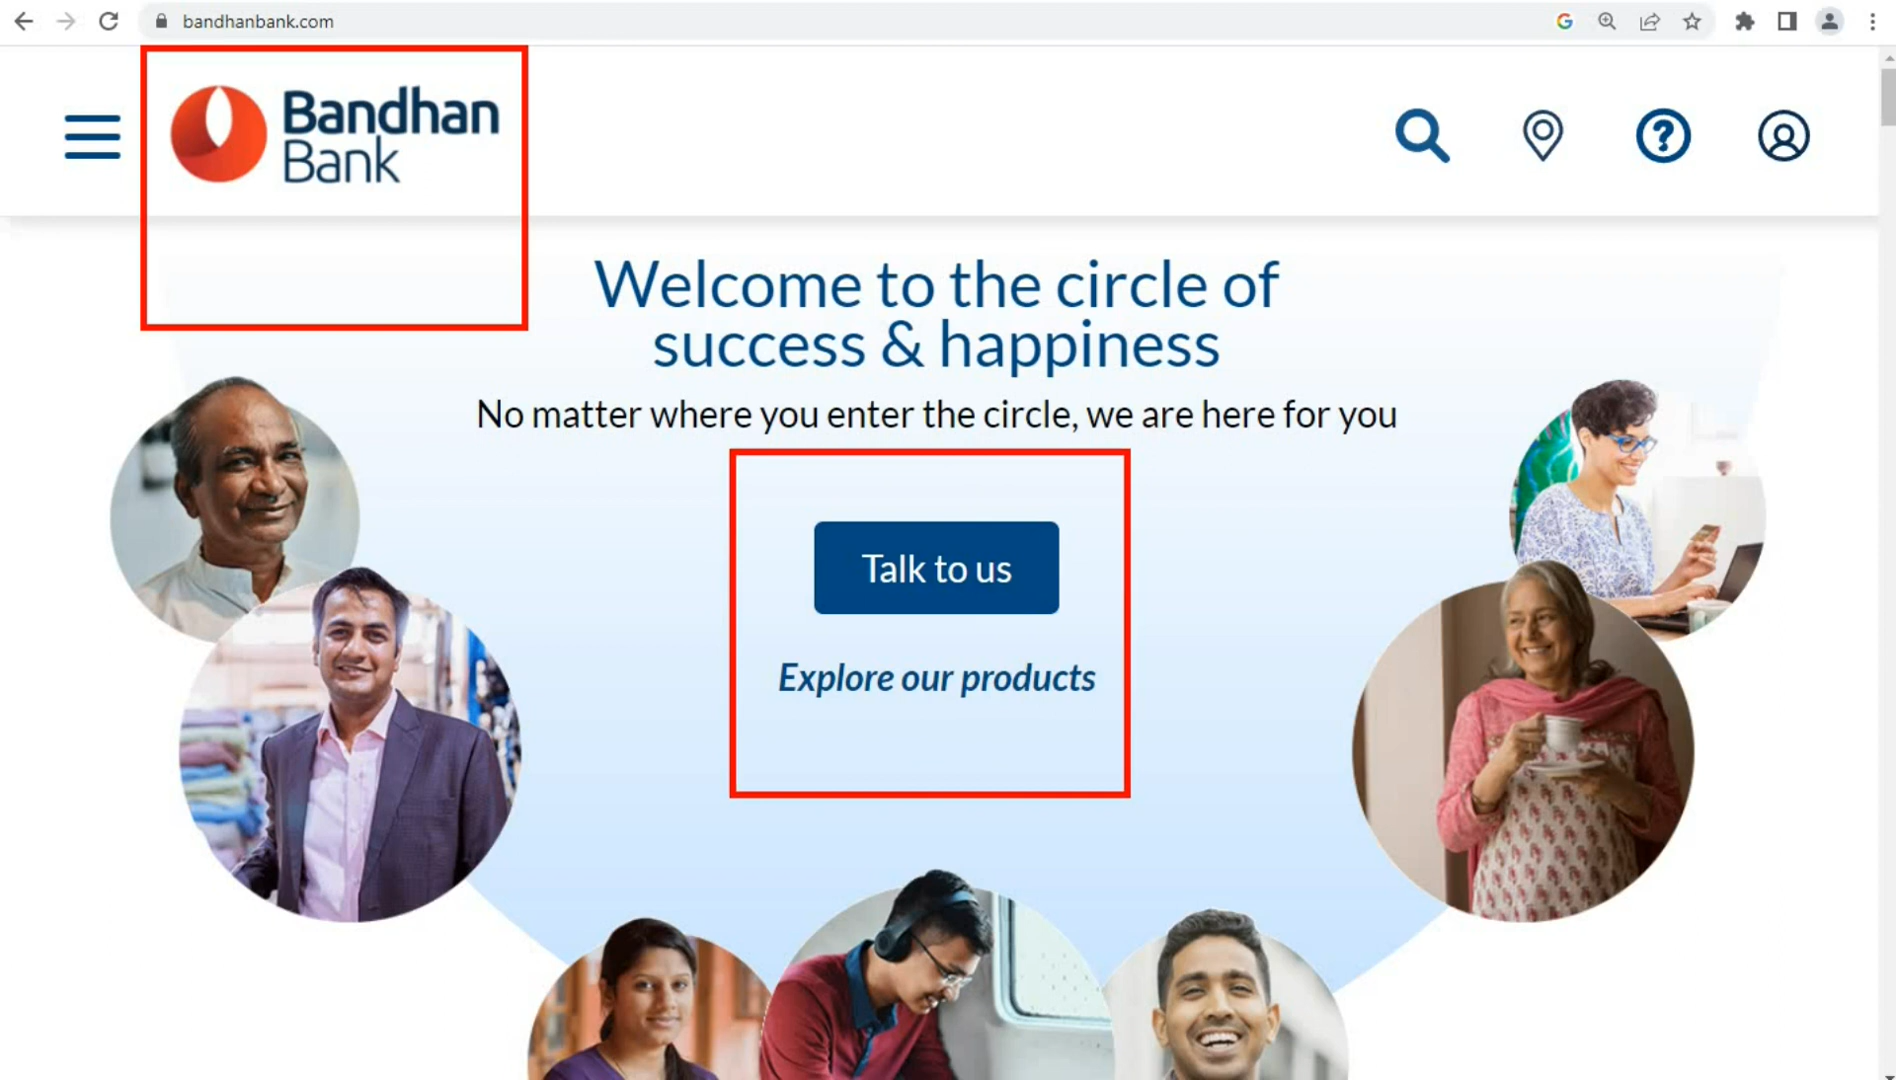 bandhanbank.com
Bandhan
Bank
Welcome to the circle of
success & happiness
No matter where you enter the circle, we are here for you
Talk to us
Explore our products